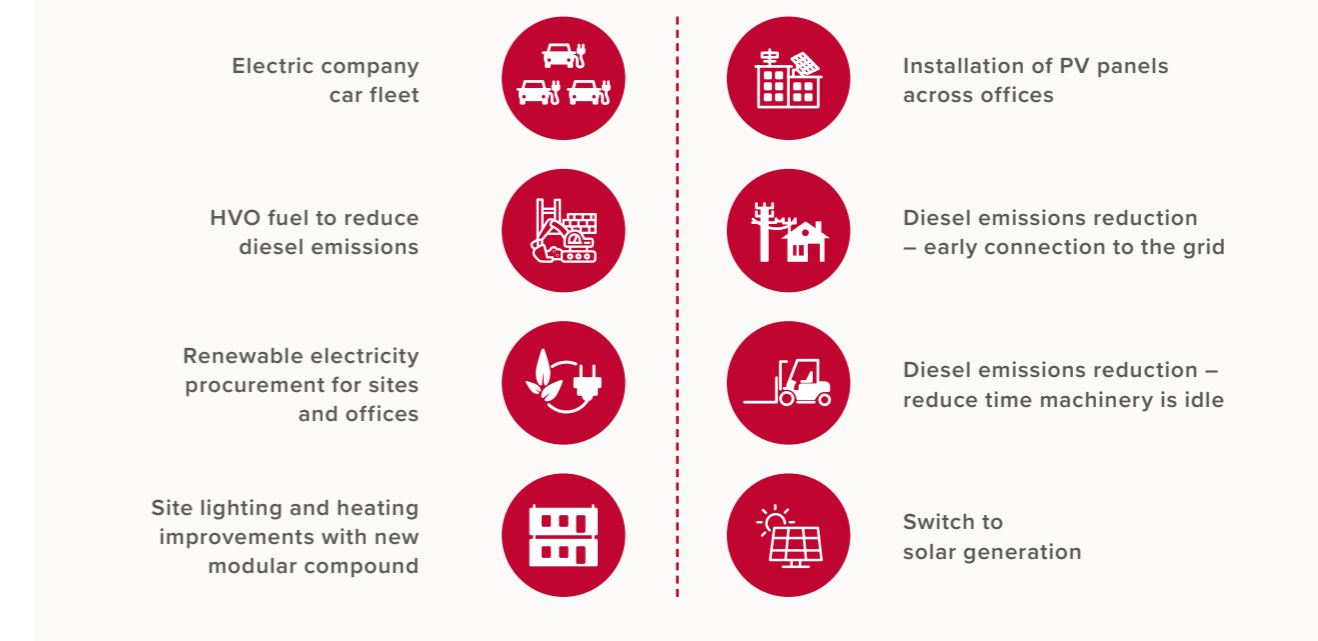 Electric company
car fleet
Installation of PV panels
across offices
HVO fuel to reduce
diesel emissions
Diesel emissions reduction
– early connection to the grid
Renewable electricity
procurement for sites
and offices
Diesel emissions reduction –
reduce time machinery is idle
Site lighting and heating
improvements with new
modular compound
Switch to
solar generation